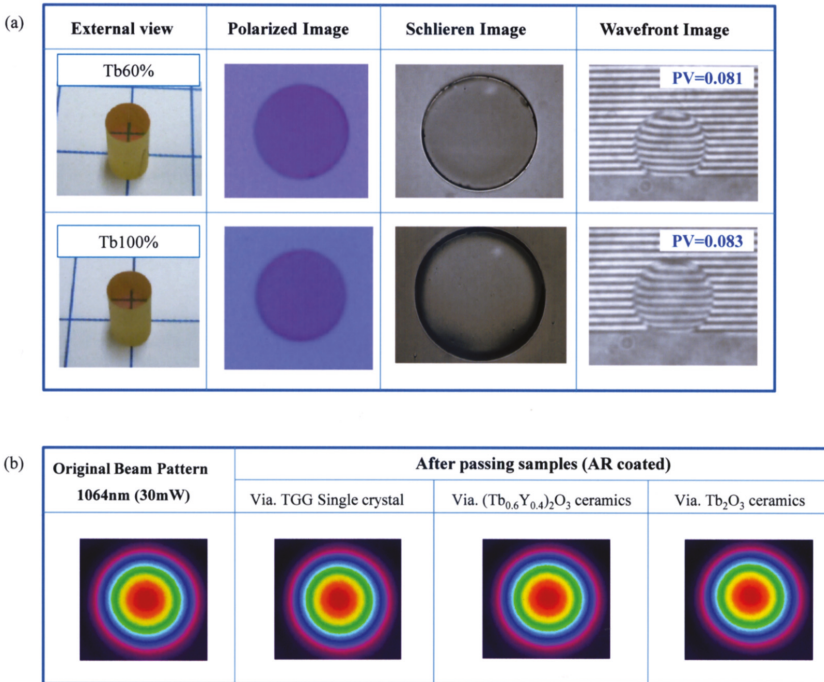 (a)
External view Polarized Image Schlieren Image Wavefront Image
Tb60%
PV=0.081
Tb100%
PV=0.083
(b)
Original Beam Pattern
1064nm (30mW)
After passing samples (AR coated)
Via. TGG Single crystal Via. (Tb0.6Y0.4)2O3 ceramics Via. Tb2O3 ceramics